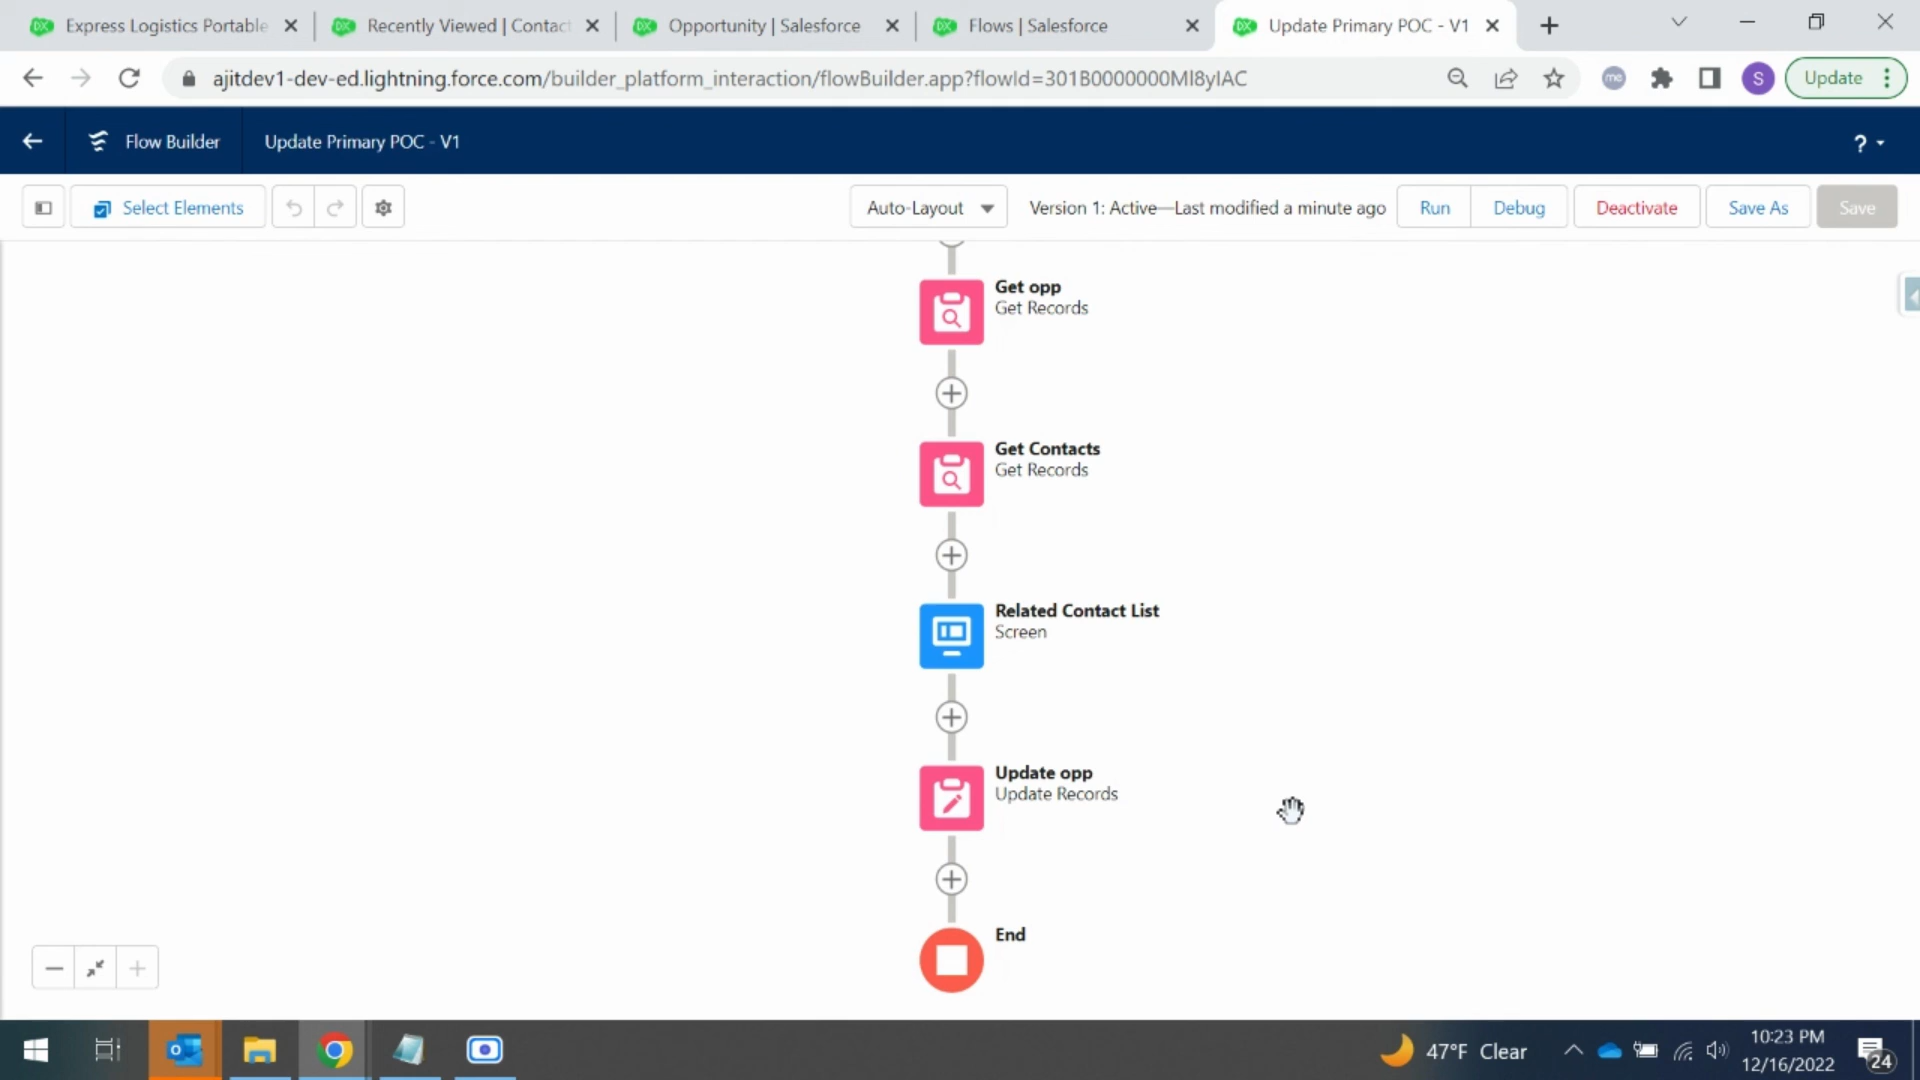 Express Logistics Portable
Recently Viewed | Contact
Opportunity | Salesforce
Flows | Salesforce
Update Primary POC - V1
ajitdev1-dev-ed.lightning.force.com/builder_platform_interaction/flowBuilder.app?flowId=301B0000000Ml8yIAC
me
S
Update
Flow Builder
Update Primary POC - V1
?
Select Elements
Auto-Layout
Version 1: Active—Last modified a minute ago
Run
Debug
Deactivate
Save As
Save
Get opp
Get Records
Get Contacts
Get Records
Related Contact List
Screen
Update opp
Update Records
End
47°F Clear
10:23 PM
12/16/2022
24